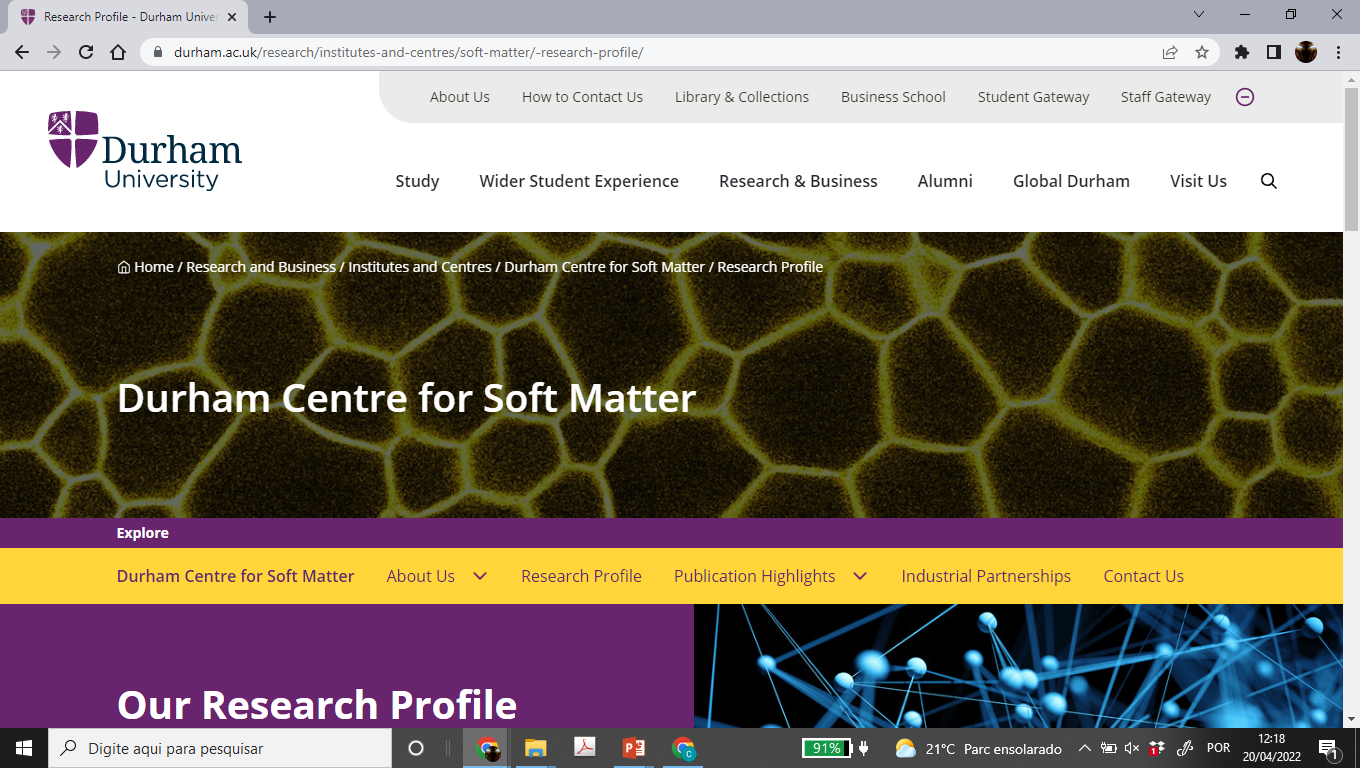 Research Profile - Durham Univer
durham.ac.uk/research/institutes-and-centres/soft-matter/-research-profile/
About Us How to Contact Us Library & Collections Business School Student Gateway Staff Gateway
Durham
University
Study Wider Student Experience Research & Business Alumni Global Durham Visit Us
Home / Research and Business / Institutes and Centres / Durham Centre for Soft Matter / Research Profile
Durham Centre for Soft Matter
Explore
Durham Centre for Soft Matter About Us Research Profile Publication Highlights Industrial Partnerships Contact Us
Our Research Profile
Digite aqui para pesquisar
91% 21°C Parc ensolarado POR 12:18
20/04/2022 1